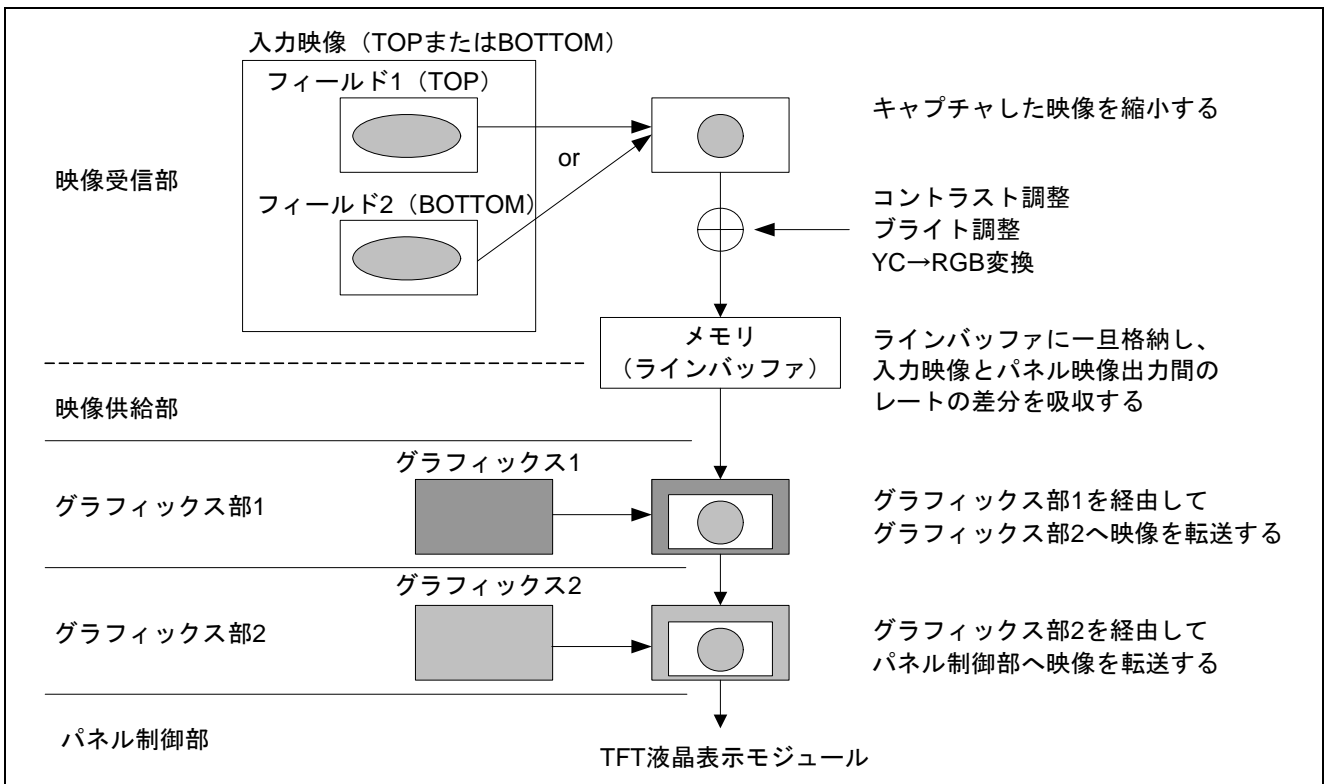 入力映像（TOPまたはBOTTOM）
フィールド1（TOP）
キャプチャした映像を縮小する
or
映像受信部
フィールド2（BOTTOM）
コントラスト調整
ブライト調整
YC→RGB変換
メモリ
（ラインバッファ）
ラインバッファに一旦格納し、
入力映像とパネル映像出力間の
レートの差分を吸収する
映像供給部
グラフィックス1
グラフィックス部1
グラフィックス部1を経由して
グラフィックス部2へ映像を転送する
グラフィックス2
グラフィックス部2
グラフィックス部2を経由して
パネル制御部へ映像を転送する
パネル制御部
TFT液晶表示モジュール